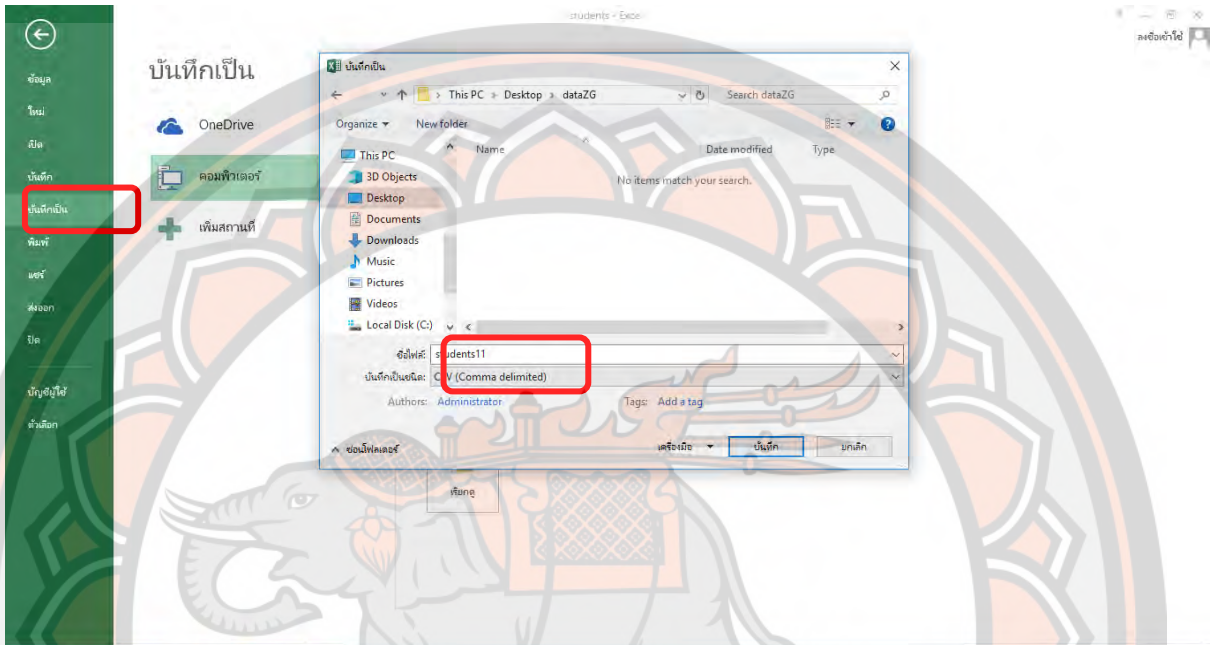 students - Excel
ลงชื่อเข้าใช้
ข้อมูล
ใหม่
เปิด
บันทึก
บันทึกเป็น
พิมพ์
แชร์
ส่งออก
ปิด
บัญชีผู้ใช้
ตัวเลือก
บันทึกเป็น
OneDrive
คอมพิวเตอร์
เพิ่มสถานที่
เรียกดู
บันทึกเป็น
This PC > Desktop > dataZG
Search dataZG
Organize
New folder
Name
Date modified
Type
No items match your search.
This PC
3D Objects
Desktop
Documents
Downloads
Music
Pictures
Videos
Local Disk (C:)
ชื่อไฟล์: students11
บันทึกเป็นชนิด: CSV (Comma delimited)
Authors: Administrator
Tags: Add a tag
ซ่อนโฟลเดอร์
เครื่องมือ
บันทึก
ยกเลิก